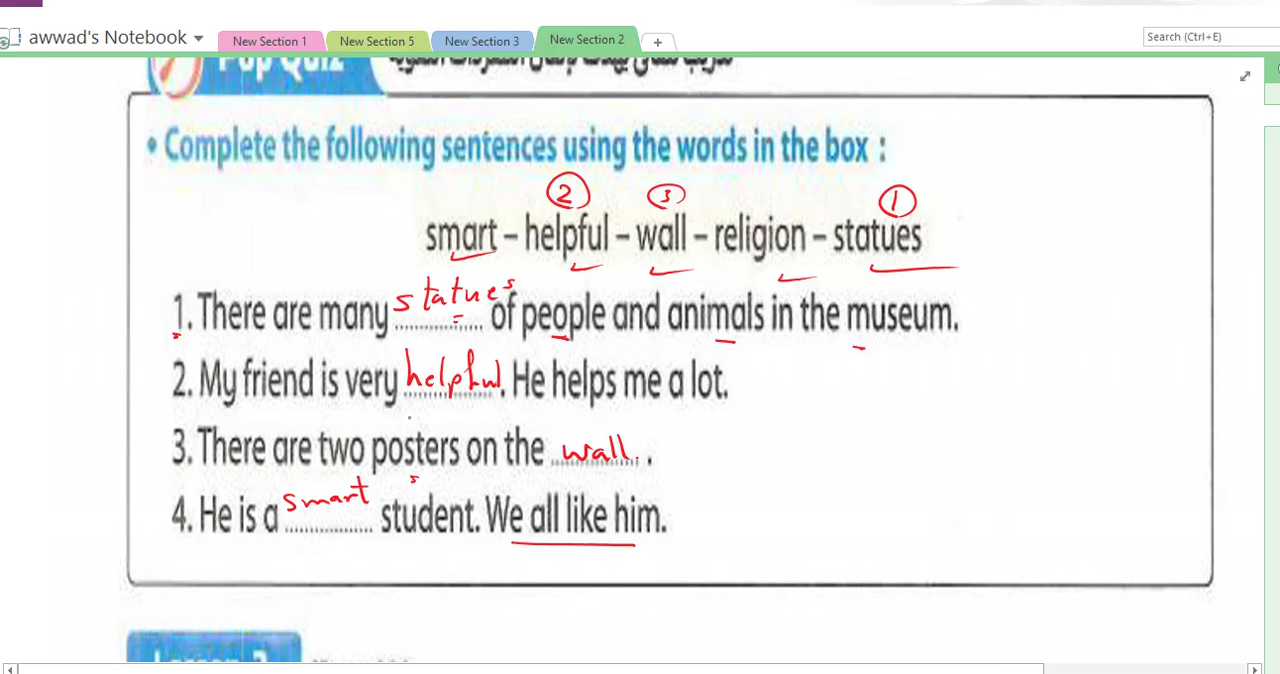 awwad's Notebook New Section 1 New Section 5 New Section 3 New Section 2 + Search (Ctrl+E)
Pop Quiz
• Complete the following sentences using the words in the box :
2 3 1
smart – helpful – wall – religion – statues
1. There are many statues of people and animals in the museum.
2. My friend is very helpful. He helps me a lot.
3. There are two posters on the wall .
4. He is a smart student. We all like him.